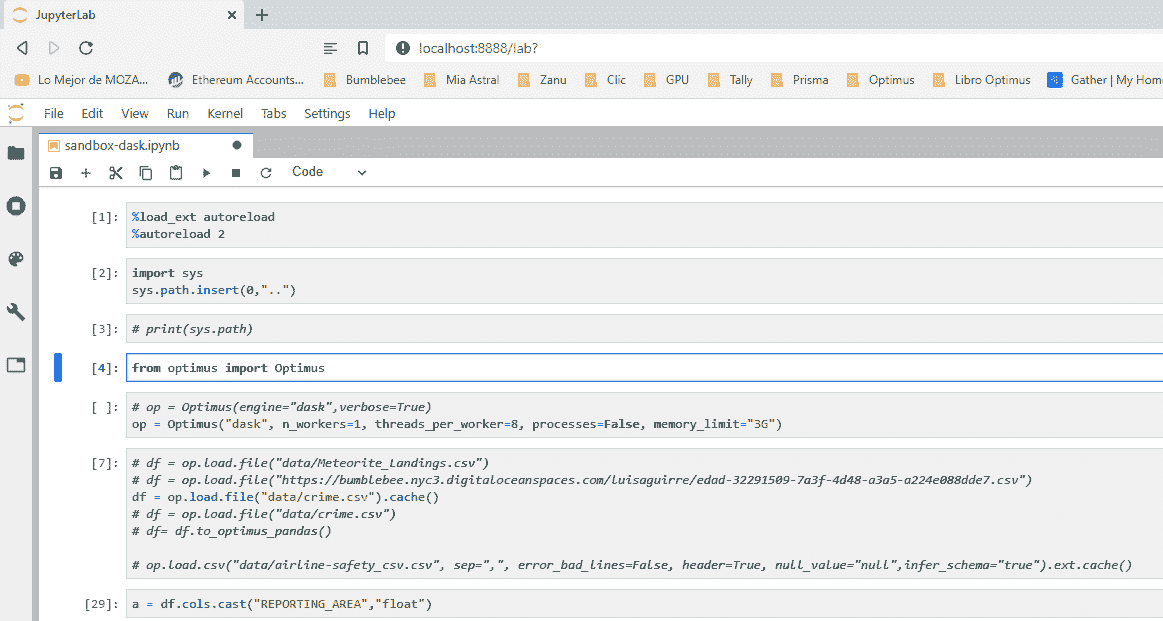 JupyterLab
localhost:8888/lab?
Lo Mejor de MOZA... Ethereum Accounts... Bumblebee Mia Astral Zanu Clic GPU Tally Prisma Optimus Libro Optimus Gather | My Hom
File Edit View Run Kernel Tabs Settings Help
sandbox-dask.ipynb
Code
[1]: %load_ext autoreload
%autoreload 2
[2]: import sys
sys.path.insert(0,"..")
[3]: # print(sys.path)
[4]: from optimus import Optimus
[ ]: # op = Optimus(engine="dask",verbose=True)
op = Optimus("dask", n_workers=1, threads_per_worker=8, processes=False, memory_limit="3G")
[7]: # df = op.load.file("data/Meteorite_Landings.csv")
# df = op.load.file("https://bumblebee.nyc3.digitaloceanspaces.com/luisaguirre/edad-32291509-7a3f-4d48-a3a5-a224e088dde7.csv")
df = op.load.file("data/crime.csv").cache()
# df = op.load.file("data/crime.csv")
# df= df.to_optimus_pandas()
# op.load.csv("data/airline-safety_csv.csv", sep=",", error_bad_lines=False, header=True, null_value="null",infer_schema="true").ext.cache()
[29]: a = df.cols.cast("REPORTING_AREA","float")